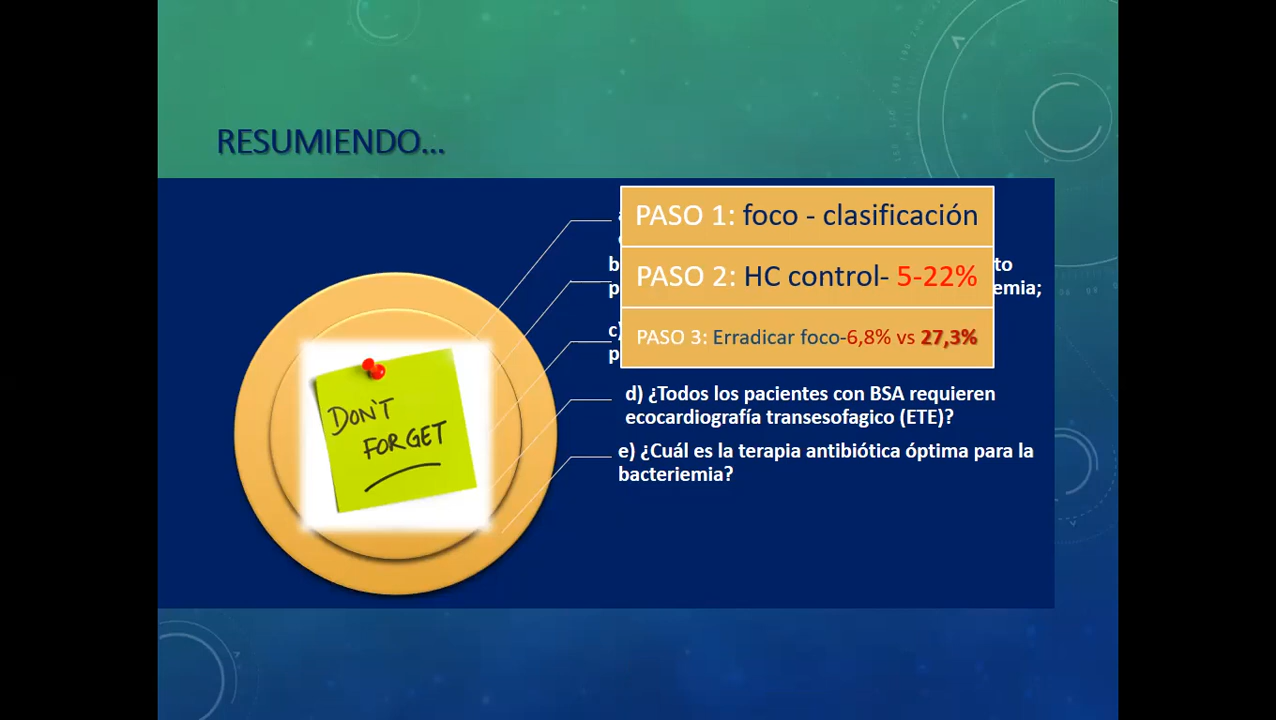 RESUMIENDO...
PASO 1: foco - clasificación
PASO 2: HC control- 5-22%
PASO 3: Erradicar foco-6,8% vs 27,3%
b to
p emia;
c)
p
d) ¿Todos los pacientes con BSA requieren
ecocardiografía transesofagico (ETE)?
e) ¿Cuál es la terapia antibiótica óptima para la
bacteriemia?
DON'T
FORGET